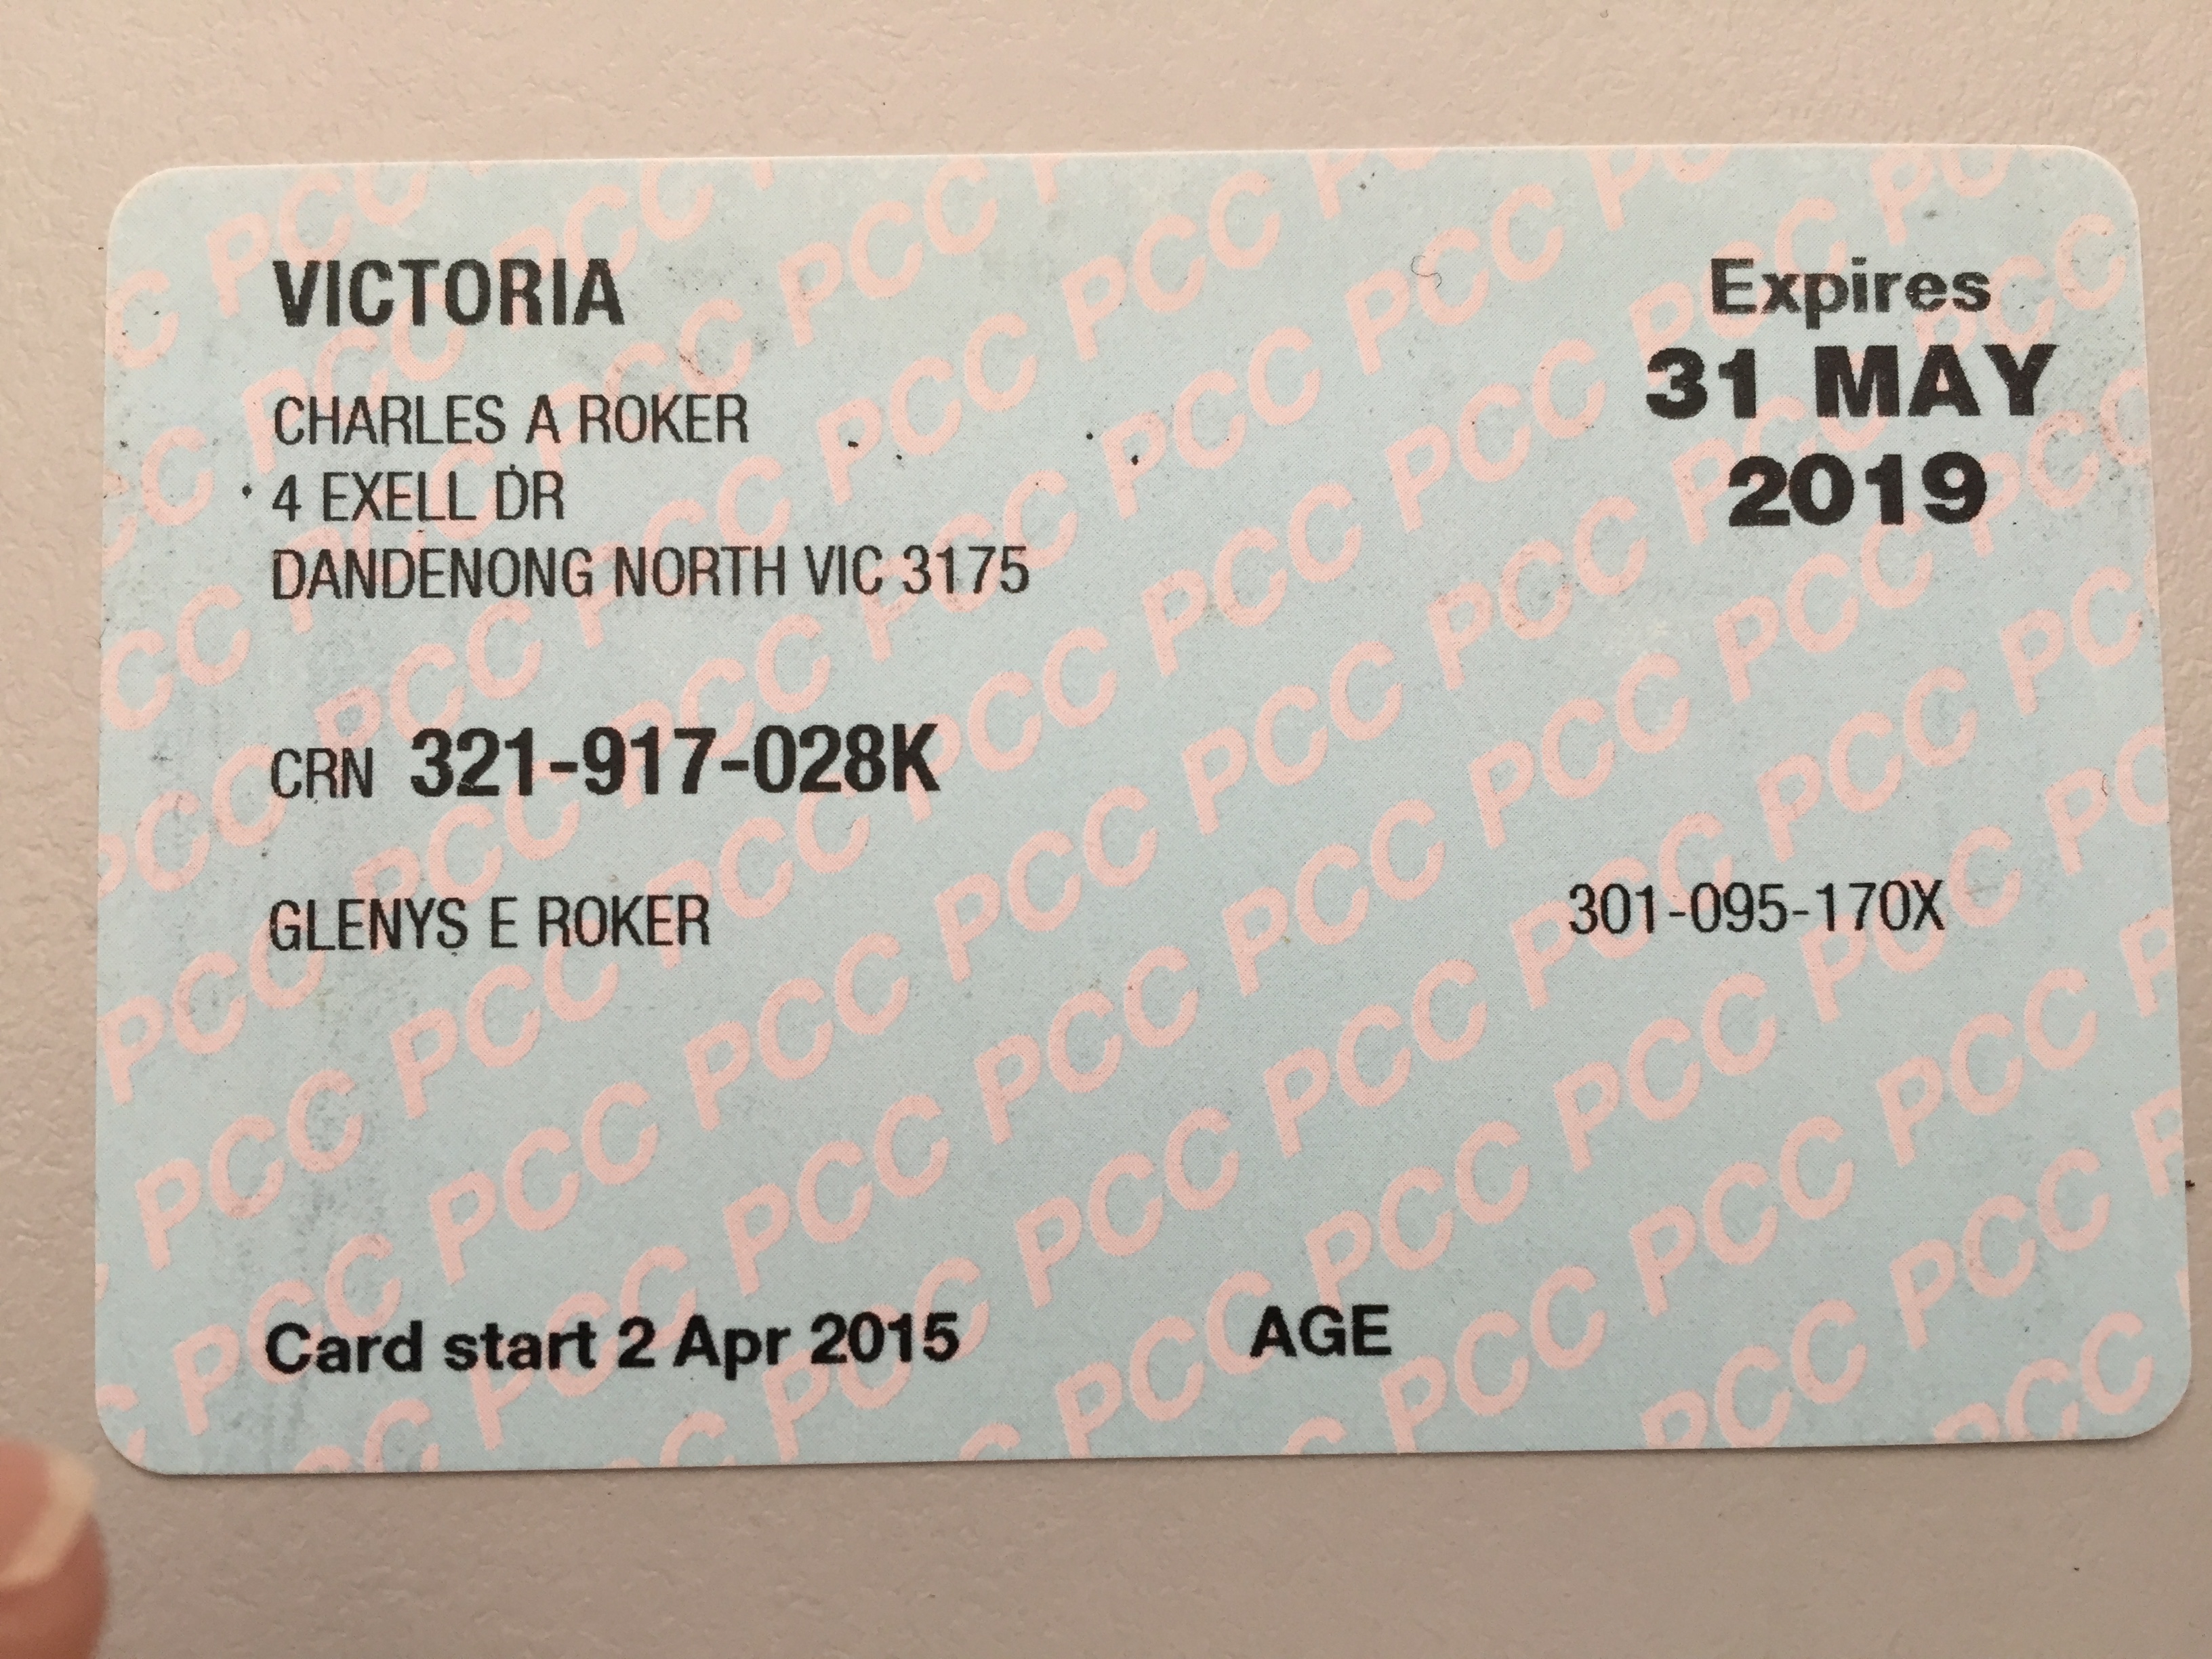 VICTORIA
Expires
31 MAY
2019
CHARLES A ROKER
4 EXELL DR
DANDENONG NORTH VIC 3175
CRN 321-917-028K
GLENYS E ROKER 301-095-170X
Card start 2 Apr 2015 AGE